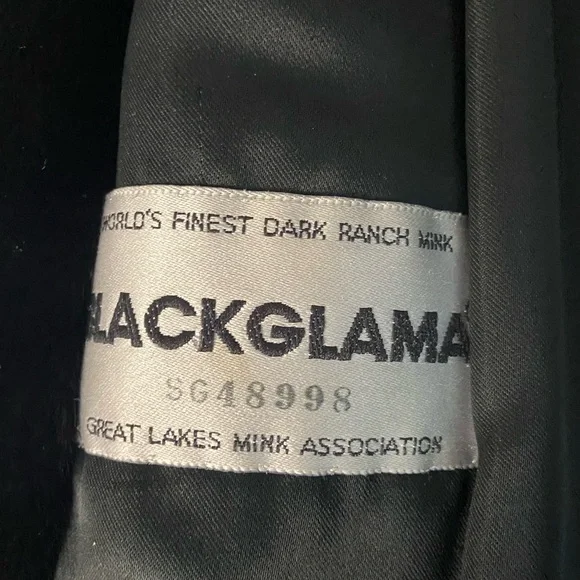 WORLD'S FINEST DARK RANCH MINK
BLACKGLAMA
SG48998
GREAT LAKES MINK ASSOCIATION